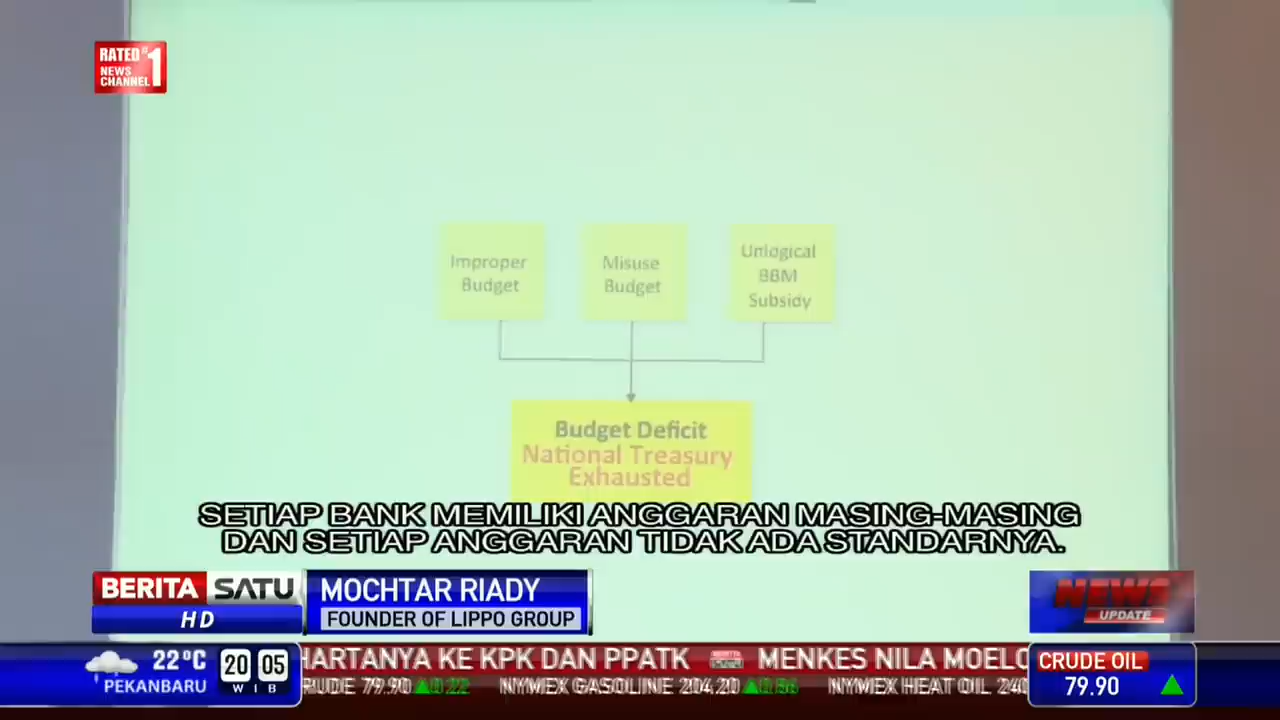 RATED #1
NEWS
CHANNEL
Improper
Budget
Misuse
Budget
Unlogical
BBM
Subsidy
Budget Deficit
National Treasury
Exhausted
SETIAP BANK MEMILIKI ANGGARAN MASING-MASING
DAN SETIAP ANGGARAN TIDAK ADA STANDARNYA.
BERITA SATU
HD
MOCHTAR RIADY
FOUNDER OF LIPPO GROUP
NEWS
UPDATE
22°C
PEKANBARU
20 05
WIB
HARTANYA KE KPK DAN PPATK MENKES NILA MOELO
CRUDE 79.90 NYMEX GASOLINE 204.20 NYMEX HEAT OIL 240
CRUDE OIL
79.90